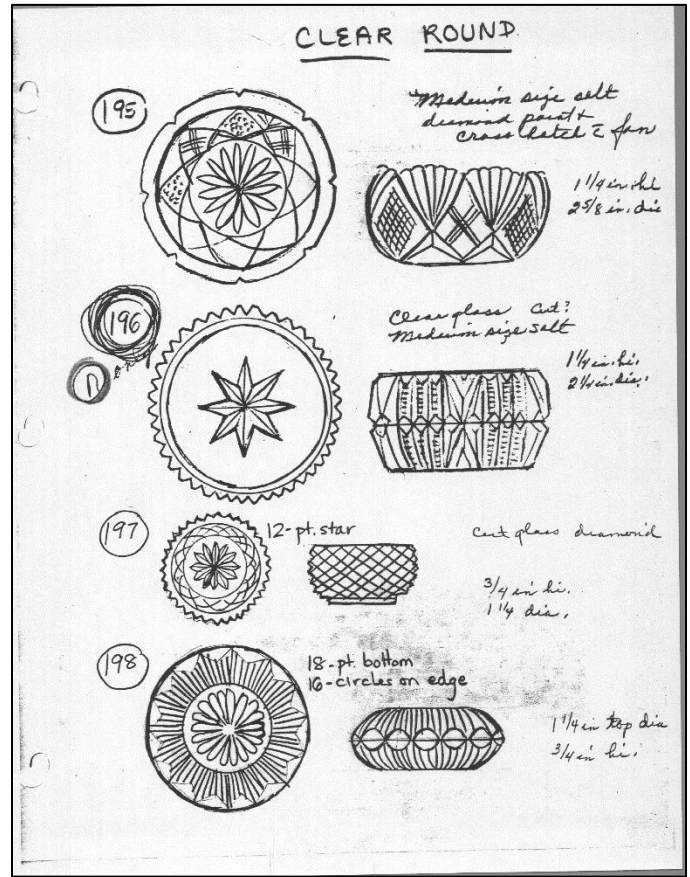 CLEAR ROUND
195
Medium size salt
diamond point &
cross hatch c̄ fan
1 1/4 in. hi
2 5/8 in. dia
196
Clear glass Cut?
Medium size salt
1 1/4 in. hi.
2 1/4 in. dia.
197
12-pt. star
cut glass diamond
3/4 in hi.
1 1/4 dia.
198
18-pt. bottom
16-circles on edge
1 1/4 in top dia
3/4 in hi.